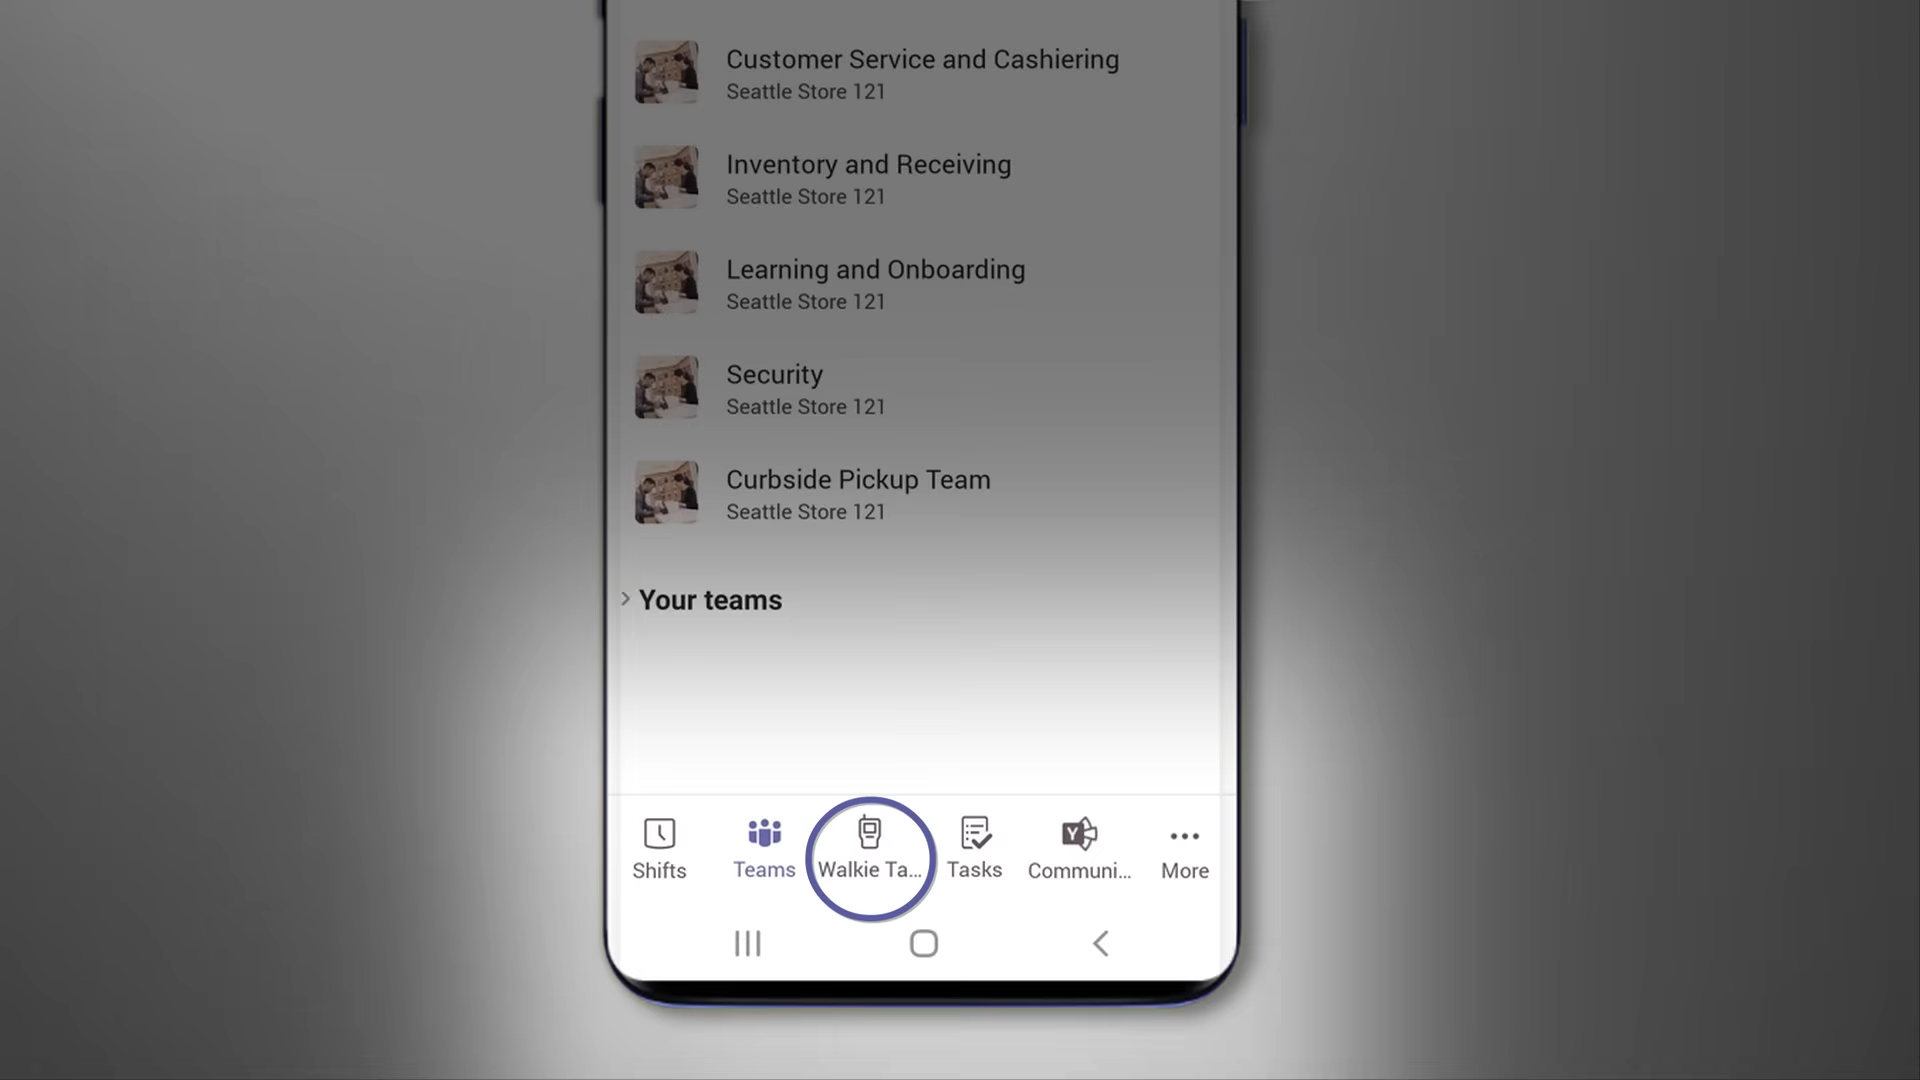 Customer Service and Cashiering
Seattle Store 121
Inventory and Receiving
Seattle Store 121
Learning and Onboarding
Seattle Store 121
Security
Seattle Store 121
Curbside Pickup Team
Seattle Store 121
Your teams
Shifts
Teams
Walkie Ta...
Tasks
Y
Communi...
More